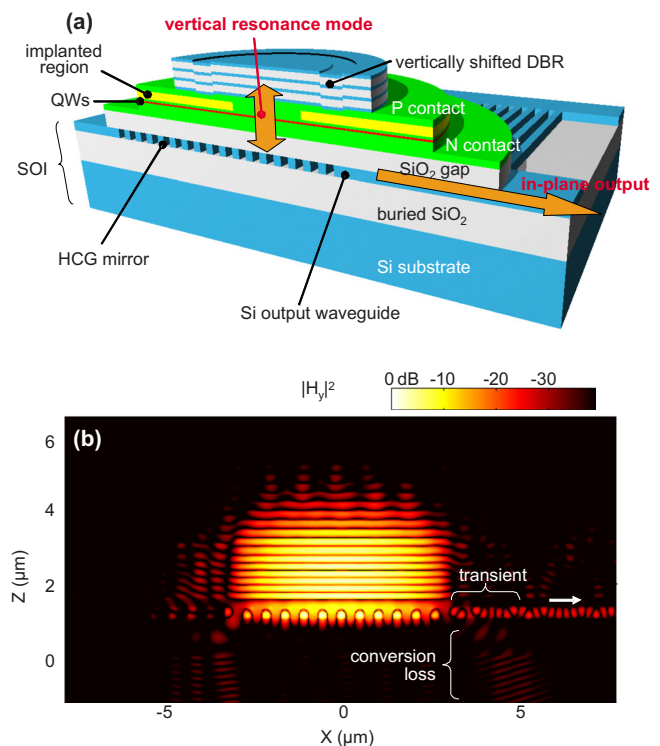 (a)
vertical resonance mode
implanted
region
vertically shifted DBR
QWs
P contact
N contact
SOI
SiO2 gap
in-plane output
buried SiO2
HCG mirror
Si substrate
Si output waveguide
|Hy|²
0 dB -10 -20 -30
(b)
6
4
2
0
Z (µm)
transient
conversion
loss
-5 0 5
X (µm)